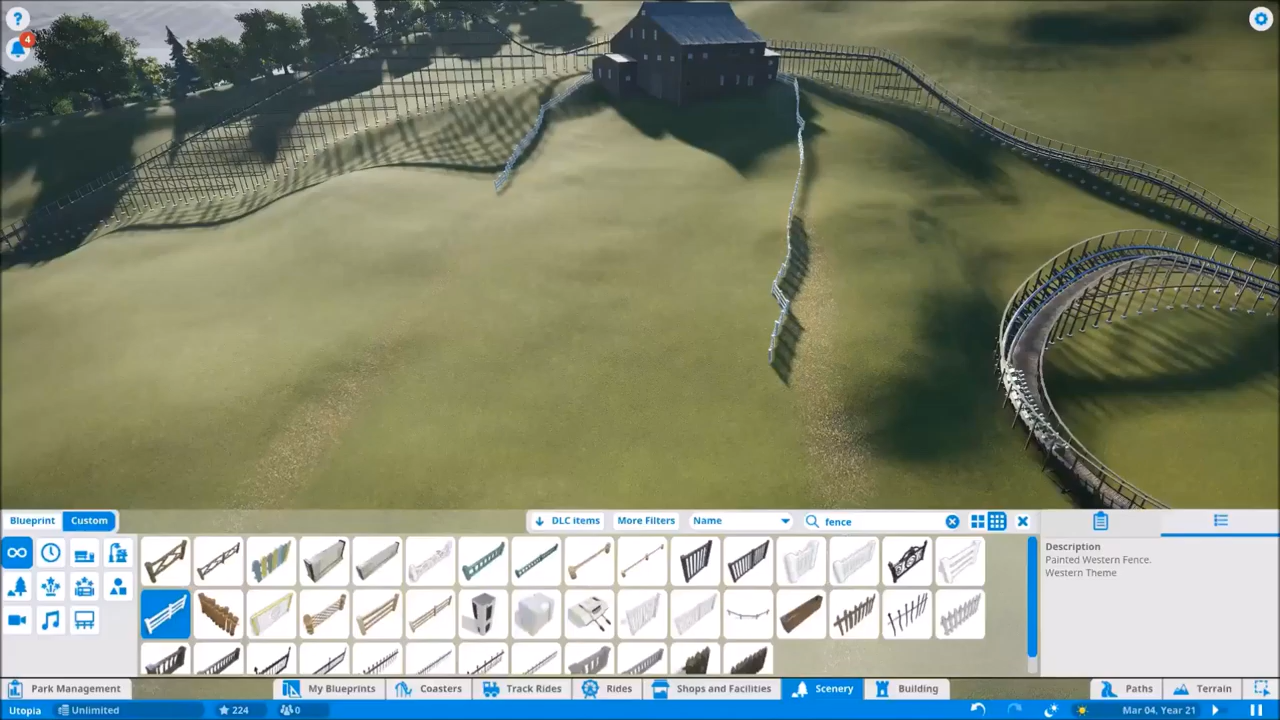 ?
4
Blueprint
Custom
DLC items
More Filters
Name
fence
Description
Painted Western Fence.
Western Theme
Park Management
My Blueprints
Coasters
Track Rides
Rides
Shops and Facilities
Scenery
Building
Paths
Terrain
Utopia
Unlimited
224
0
Mar 04, Year 21